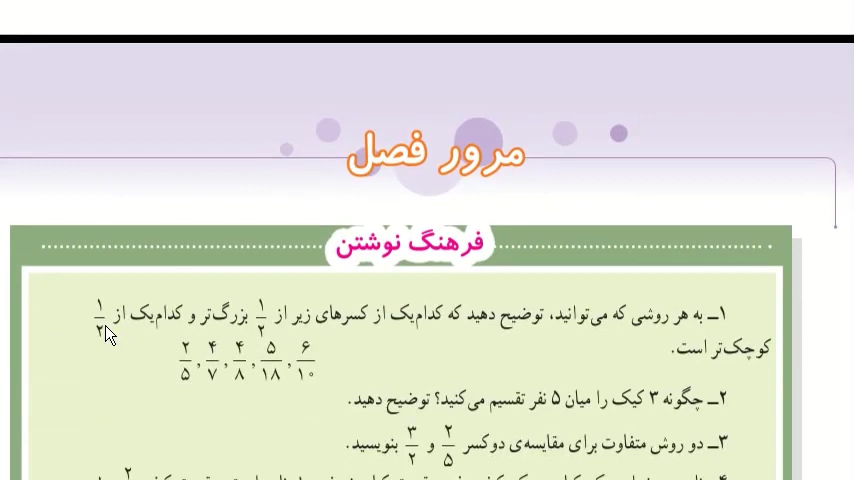 مرور فصل
فرهنگ نوشتن
۱ــ به هر روشی که می‌توانید، توضیح دهید که کدام‌یک از کسرهای زیر از ۱/۲ بزرگ‌تر و کدام‌یک از ۱/۲
کوچک‌تر است.
۲/۵ , ۴/۷ , ۴/۸ , ۵/۱۸ , ۶/۱۰
۲ــ چگونه ۳ کیک را میان ۵ نفر تقسیم می‌کنید؟ توضیح دهید.
۳ــ دو روش متفاوت برای مقایسه‌ی دوکسر ۲/۵ و ۳/۲ بنویسید.